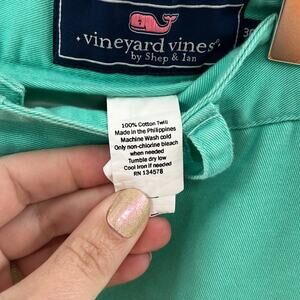 vineyard vines®
by Shep & Ian
100% Cotton Twill
Made in the Philippines
Machine Wash cold
Only non-chlorine bleach
when needed
Tumble dry low
Cool Iron if needed
RN 134578